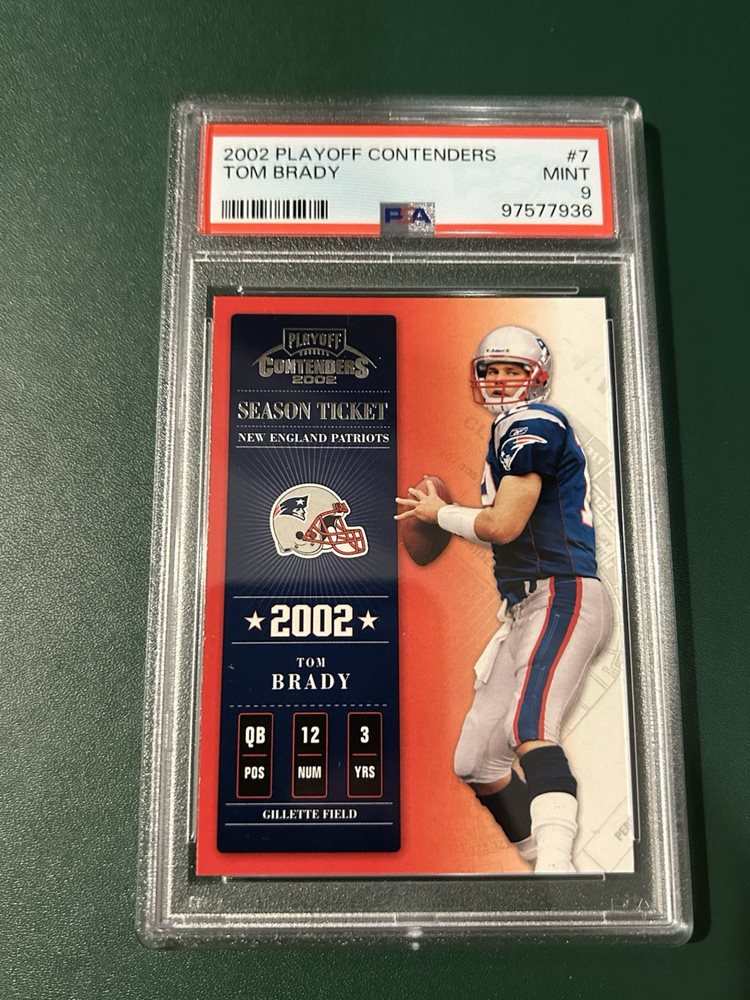 2002 PLAYOFF CONTENDERS #7
TOM BRADY MINT
9
PSA 97577936
PLAYOFF
CONTENDERS
2002
SEASON TICKET
NEW ENGLAND PATRIOTS
2002
TOM
BRADY
QB 12 3
POS NUM YRS
GILLETTE FIELD